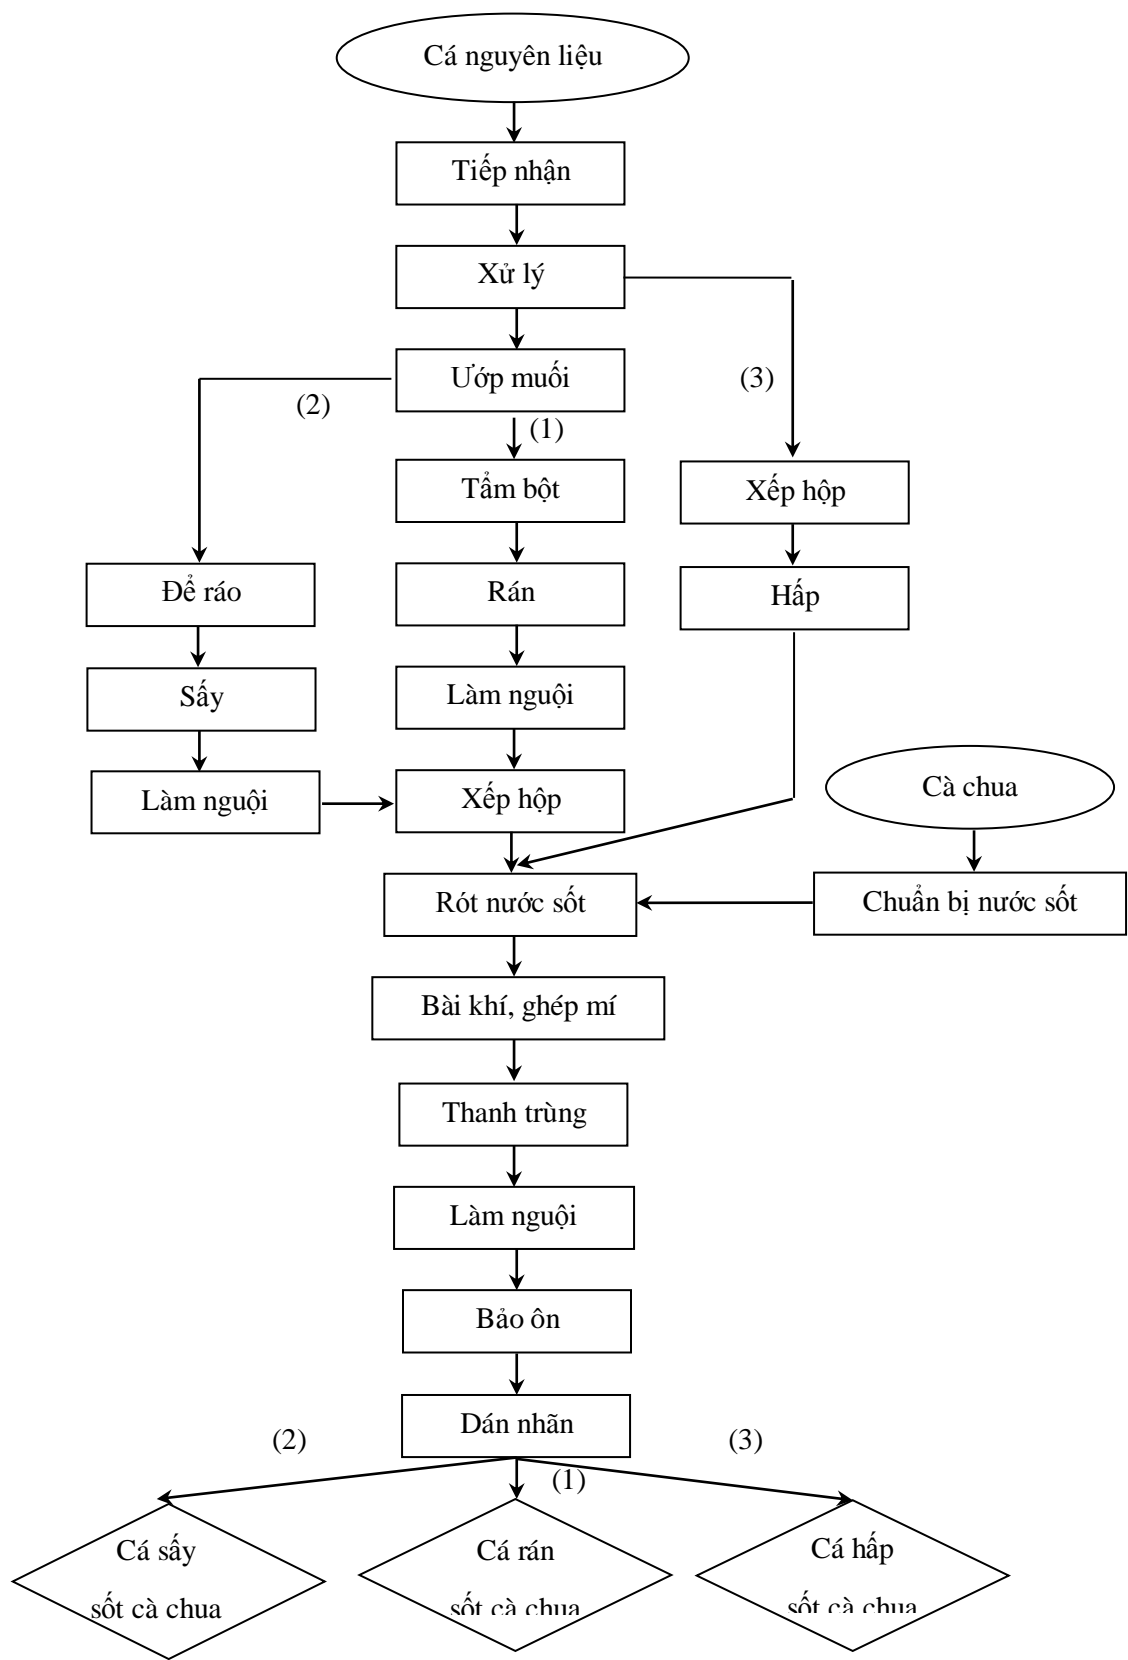 Cá nguyên liệu
Tiếp nhận
Xử lý
Ướp muối
(3)
(2)
(1)
Tẩm bột
Xếp hộp
Để ráo
Rán
Hấp
Sấy
Làm nguội
Cà chua
Làm nguội
Xếp hộp
Rót nước sốt
Chuẩn bị nước sốt
Bài khí, ghép mí
Thanh trùng
Làm nguội
Bảo ôn
Dán nhãn
(2)
(3)
(1)
Cá sấy
sốt cà chua
Cá rán
sốt cà chua
Cá hấp
sốt cà chua